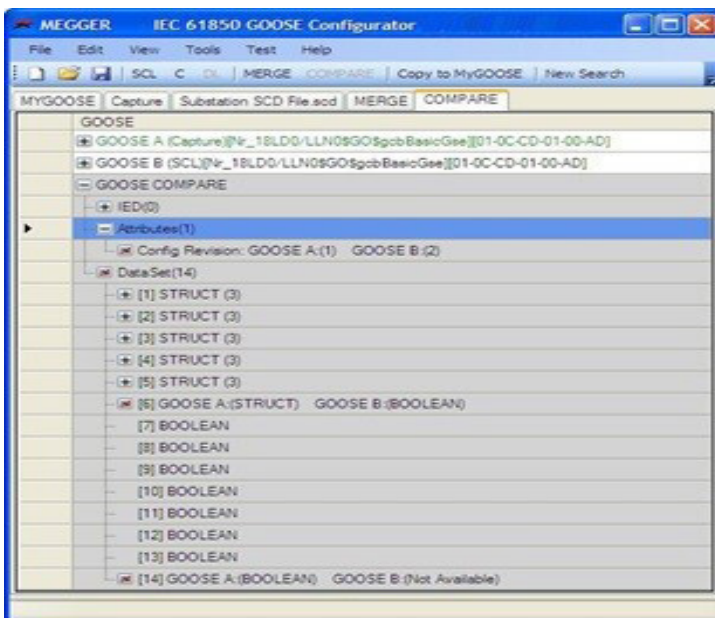 MEGGER IEC 61850 GOOSE Configurator
File Edit View Tools Test Help
SCL C DL MERGE COMPARE Copy to MyGOOSE New Search
MYGOOSE Capture Substation SCD File.scd MERGE COMPARE
GOOSE
GOOSE A (Capture)[Nr_18LD0/LLN0$GO$gcbBasicGse][01-0C-CD-01-00-AD]
GOOSE B (SCL)[Nr_18LD0/LLN0$GO$gcbBasicGse][01-0C-CD-01-00-AD]
GOOSE COMPARE
IED(0)
Attributes(1)
Config Revision: GOOSE A:(1) GOOSE B:(2)
DataSet(14)
[1] STRUCT (3)
[2] STRUCT (3)
[3] STRUCT (3)
[4] STRUCT (3)
[5] STRUCT (3)
[6] GOOSE A:(STRUCT) GOOSE B:(BOOLEAN)
[7] BOOLEAN
[8] BOOLEAN
[9] BOOLEAN
[10] BOOLEAN
[11] BOOLEAN
[12] BOOLEAN
[13] BOOLEAN
[14] GOOSE A:(BOOLEAN) GOOSE B:(Not Available)